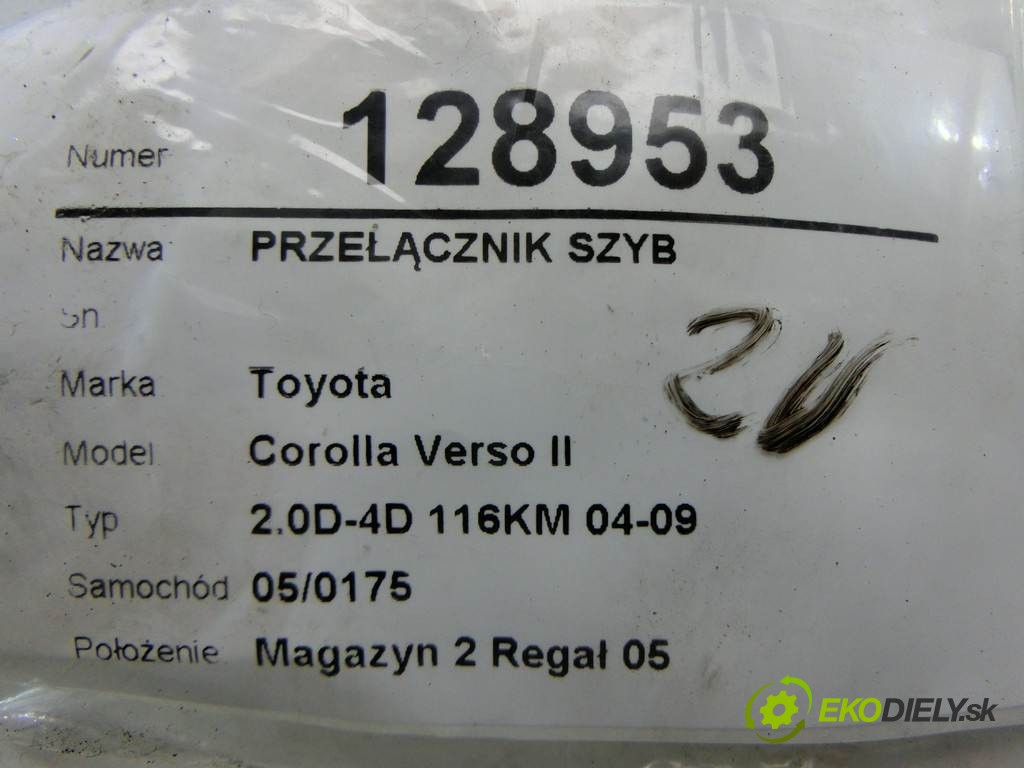 Numer 128953
Nazwa PRZEŁĄCZNIK SZYB
Sn
Marka Toyota
Model Corolla Verso II
Typ 2.0D-4D 116KM 04-09
Samochód 05/0175
Położenie Magazyn 2 Regał 05
EKODIELY.sk